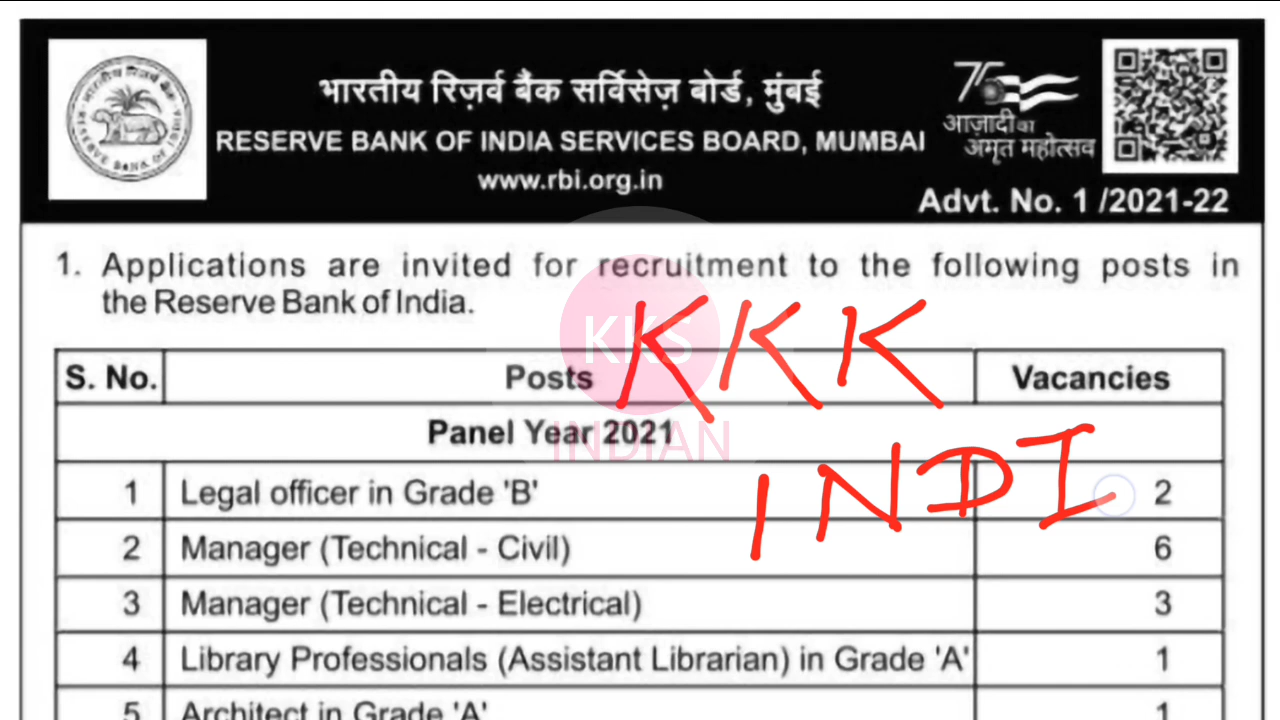 भारतीय रिज़र्व बैंक सर्विसेज़ बोर्ड, मुंबई
RESERVE BANK OF INDIA SERVICES BOARD, MUMBAI
www.rbi.org.in
75
आज़ादी का
अमृत महोत्सव
Advt. No. 1 /2021-22
1. Applications are invited for recruitment to the following posts in
the Reserve Bank of India.
KKS
INDIAN
KKK
INDI
S. No. Posts Vacancies
Panel Year 2021
1 Legal officer in Grade 'B' 2
2 Manager (Technical - Civil) 6
3 Manager (Technical - Electrical) 3
4 Library Professionals (Assistant Librarian) in Grade 'A' 1
5 Architect in Grade 'A' 1